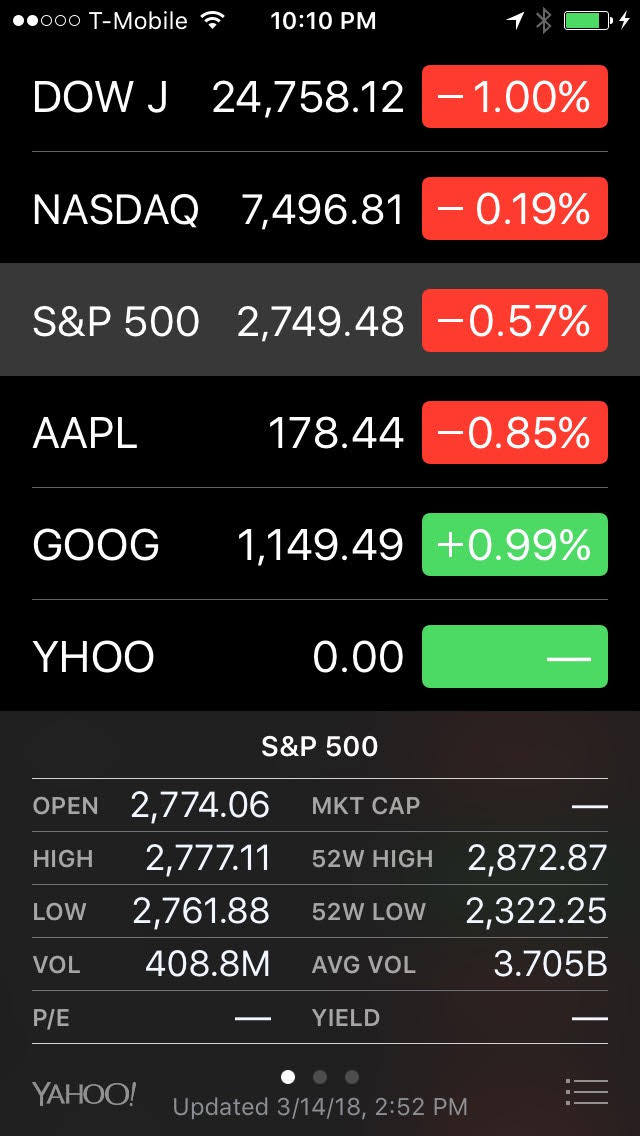 T-Mobile 10:10 PM
DOW J 24,758.12 −1.00%
NASDAQ 7,496.81 −0.19%
S&P 500 2,749.48 −0.57%
AAPL 178.44 −0.85%
GOOG 1,149.49 +0.99%
YHOO 0.00 —
S&P 500
OPEN 2,774.06 MKT CAP —
HIGH 2,777.11 52W HIGH 2,872.87
LOW 2,761.88 52W LOW 2,322.25
VOL 408.8M AVG VOL 3.705B
P/E — YIELD —
YAHOO! Updated 3/14/18, 2:52 PM